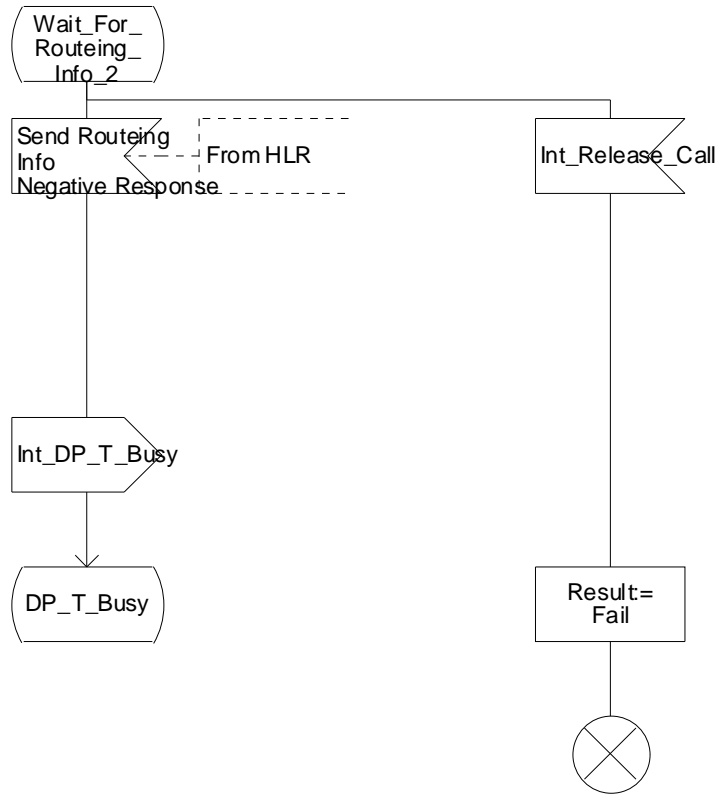 Wait_For_
Routeing_
Info_2
Send Routeing
Info
Negative Response
From HLR
Int_Release_Call
Int_DP_T_Busy
DP_T_Busy
Result:=
Fail